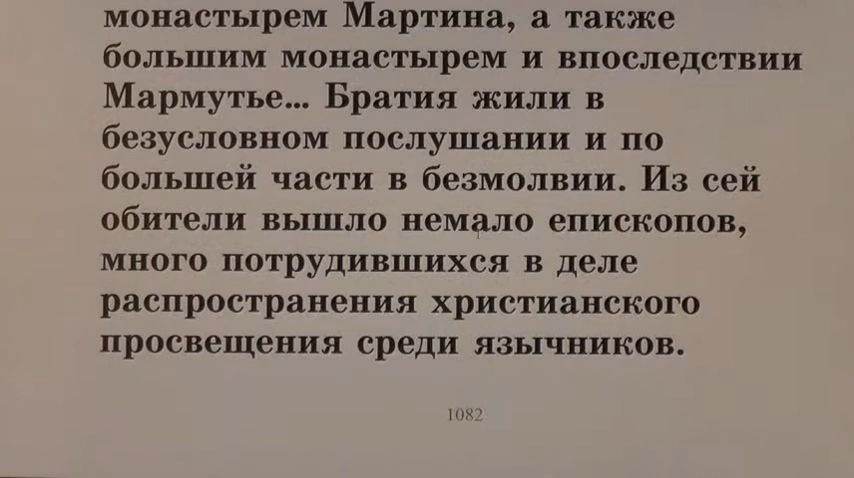 монастырем Мартина, а также
большим монастырем и впоследствии
Мармутье... Братия жили в
безусловном послушании и по
большей части в безмолвии. Из сей
обители вышло немало епископов,
много потрудившихся в деле
распространения христианского
просвещения среди язычников.
1082